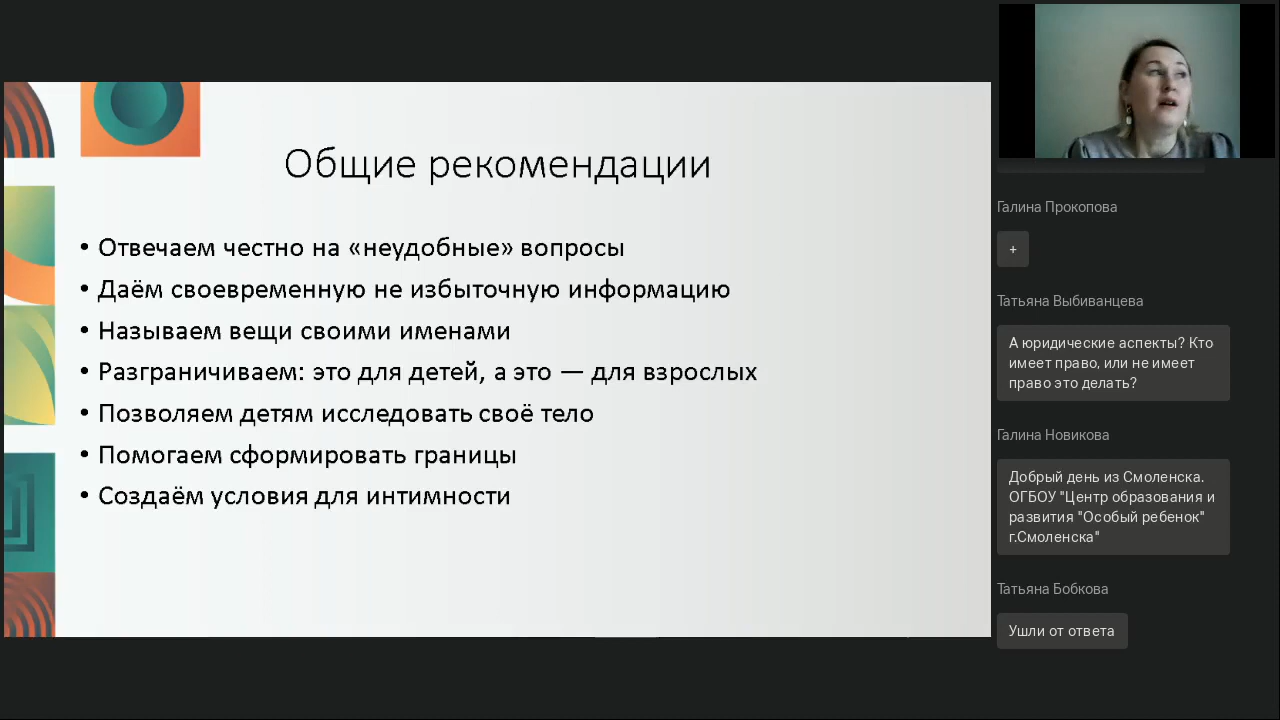 Общие рекомендации
• Отвечаем честно на «неудобные» вопросы
• Даём своевременную не избыточную информацию
• Называем вещи своими именами
• Разграничиваем: это для детей, а это — для взрослых
• Позволяем детям исследовать своё тело
• Помогаем сформировать границы
• Создаём условия для интимности
Галина Прокопова
+
Татьяна Выбиванцева
А юридические аспекты? Кто
имеет право, или не имеет
право это делать?
Галина Новикова
Добрый день из Смоленска.
ОГБОУ "Центр образования и
развития "Особый ребенок"
г.Смоленска"
Татьяна Бобкова
Ушли от ответа